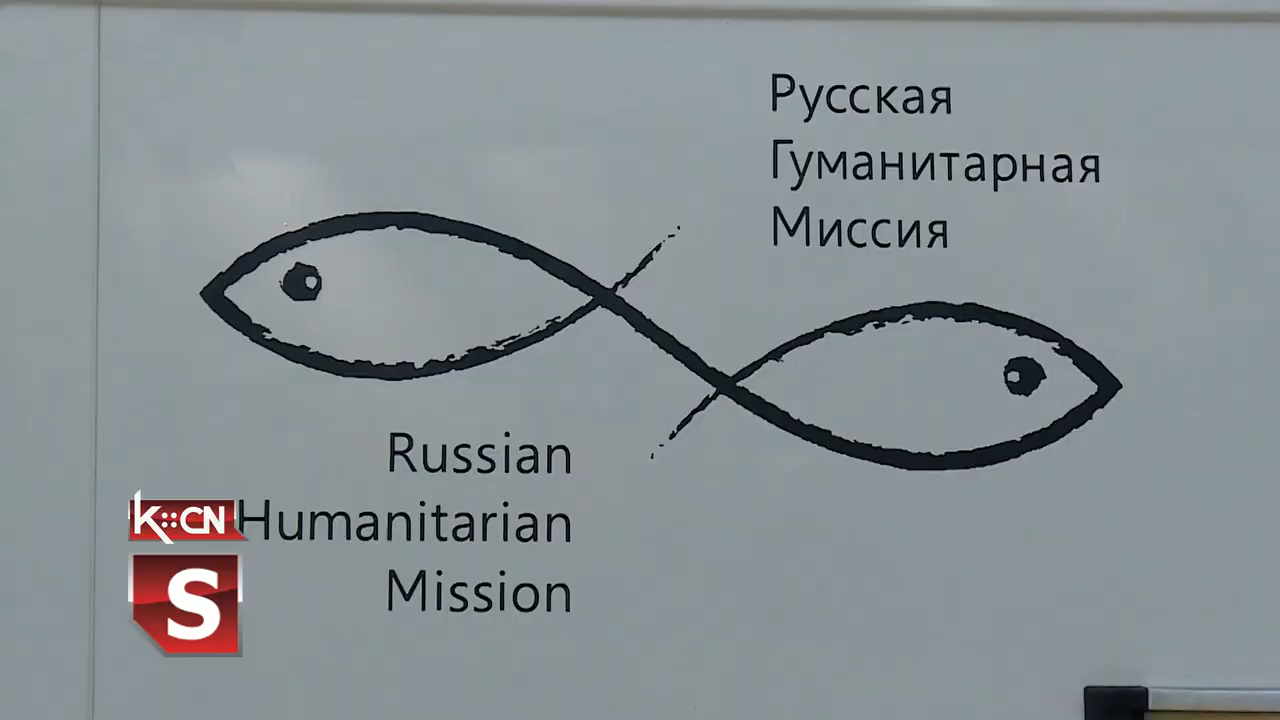 Русская
Гуманитарная
Миссия
Russian
Humanitarian
Mission
K::CN
S